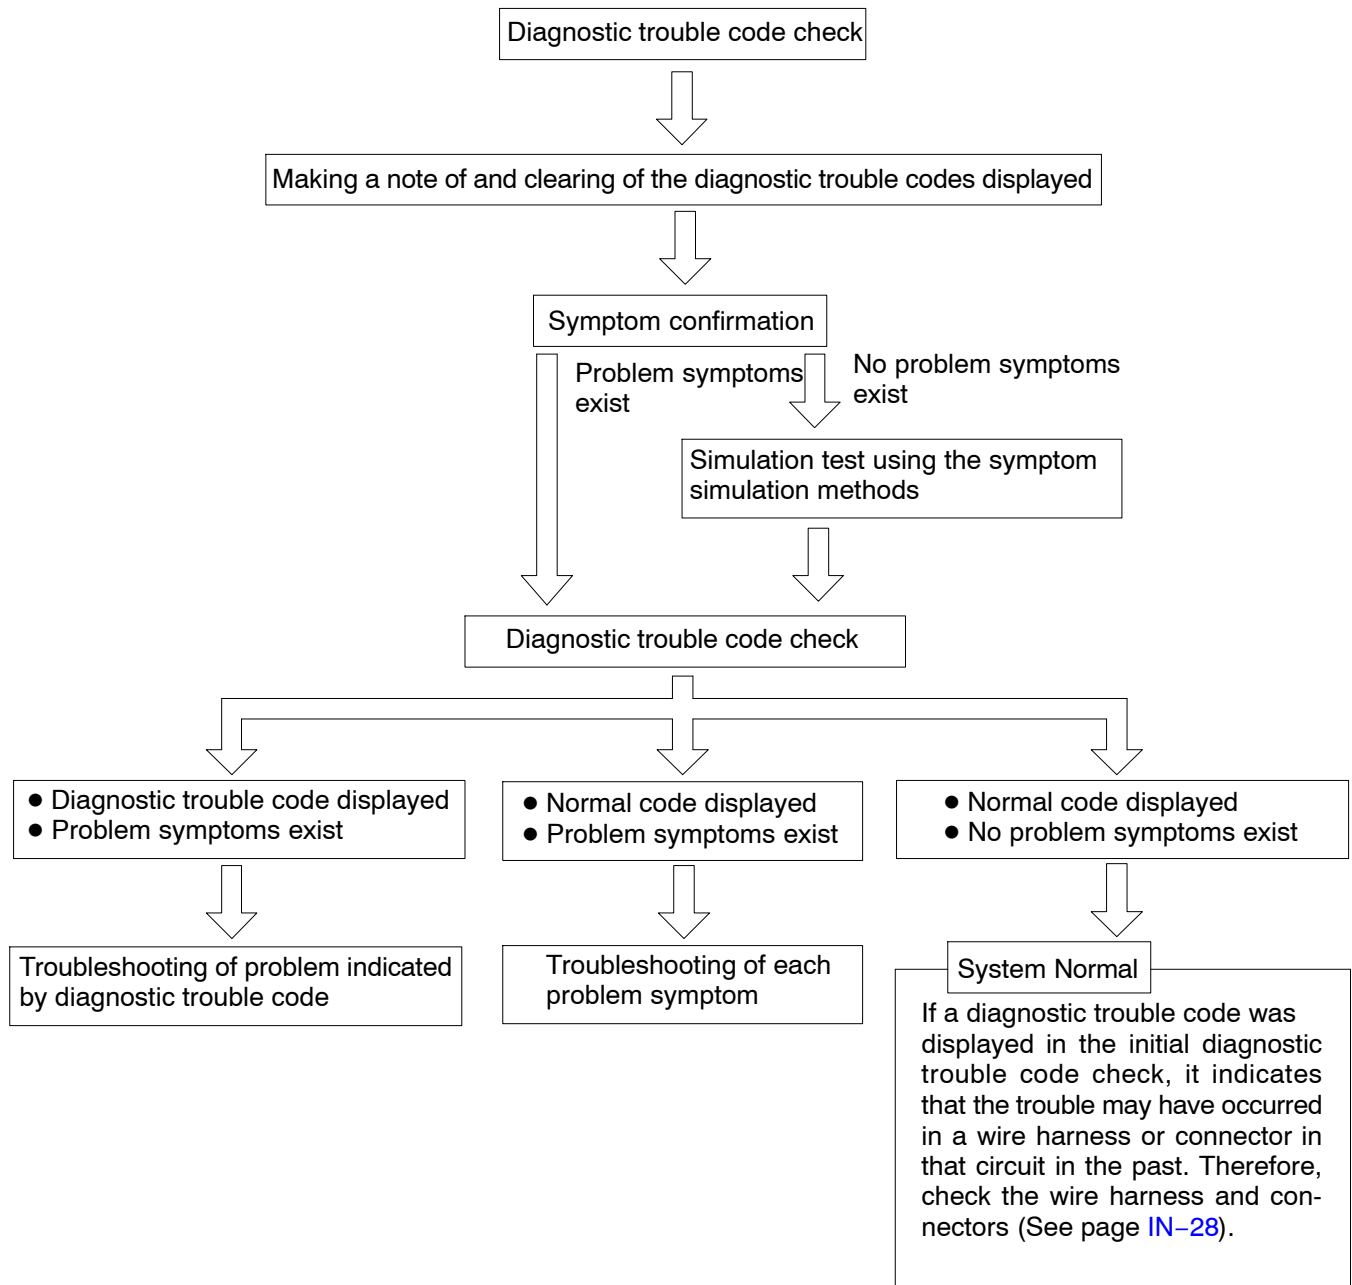 Diagnostic trouble code check
Making a note of and clearing of the diagnostic trouble codes displayed
Symptom confirmation
Problem symptoms
exist
No problem symptoms
exist
Simulation test using the symptom
simulation methods
Diagnostic trouble code check
● Diagnostic trouble code displayed
● Problem symptoms exist
● Normal code displayed
● Problem symptoms exist
● Normal code displayed
● No problem symptoms exist
Troubleshooting of problem indicated
by diagnostic trouble code
Troubleshooting of each
problem symptom
System Normal
If a diagnostic trouble code was
displayed in the initial diagnostic
trouble code check, it indicates
that the trouble may have occurred
in a wire harness or connector in
that circuit in the past. Therefore,
check the wire harness and con-
nectors (See page IN−28).